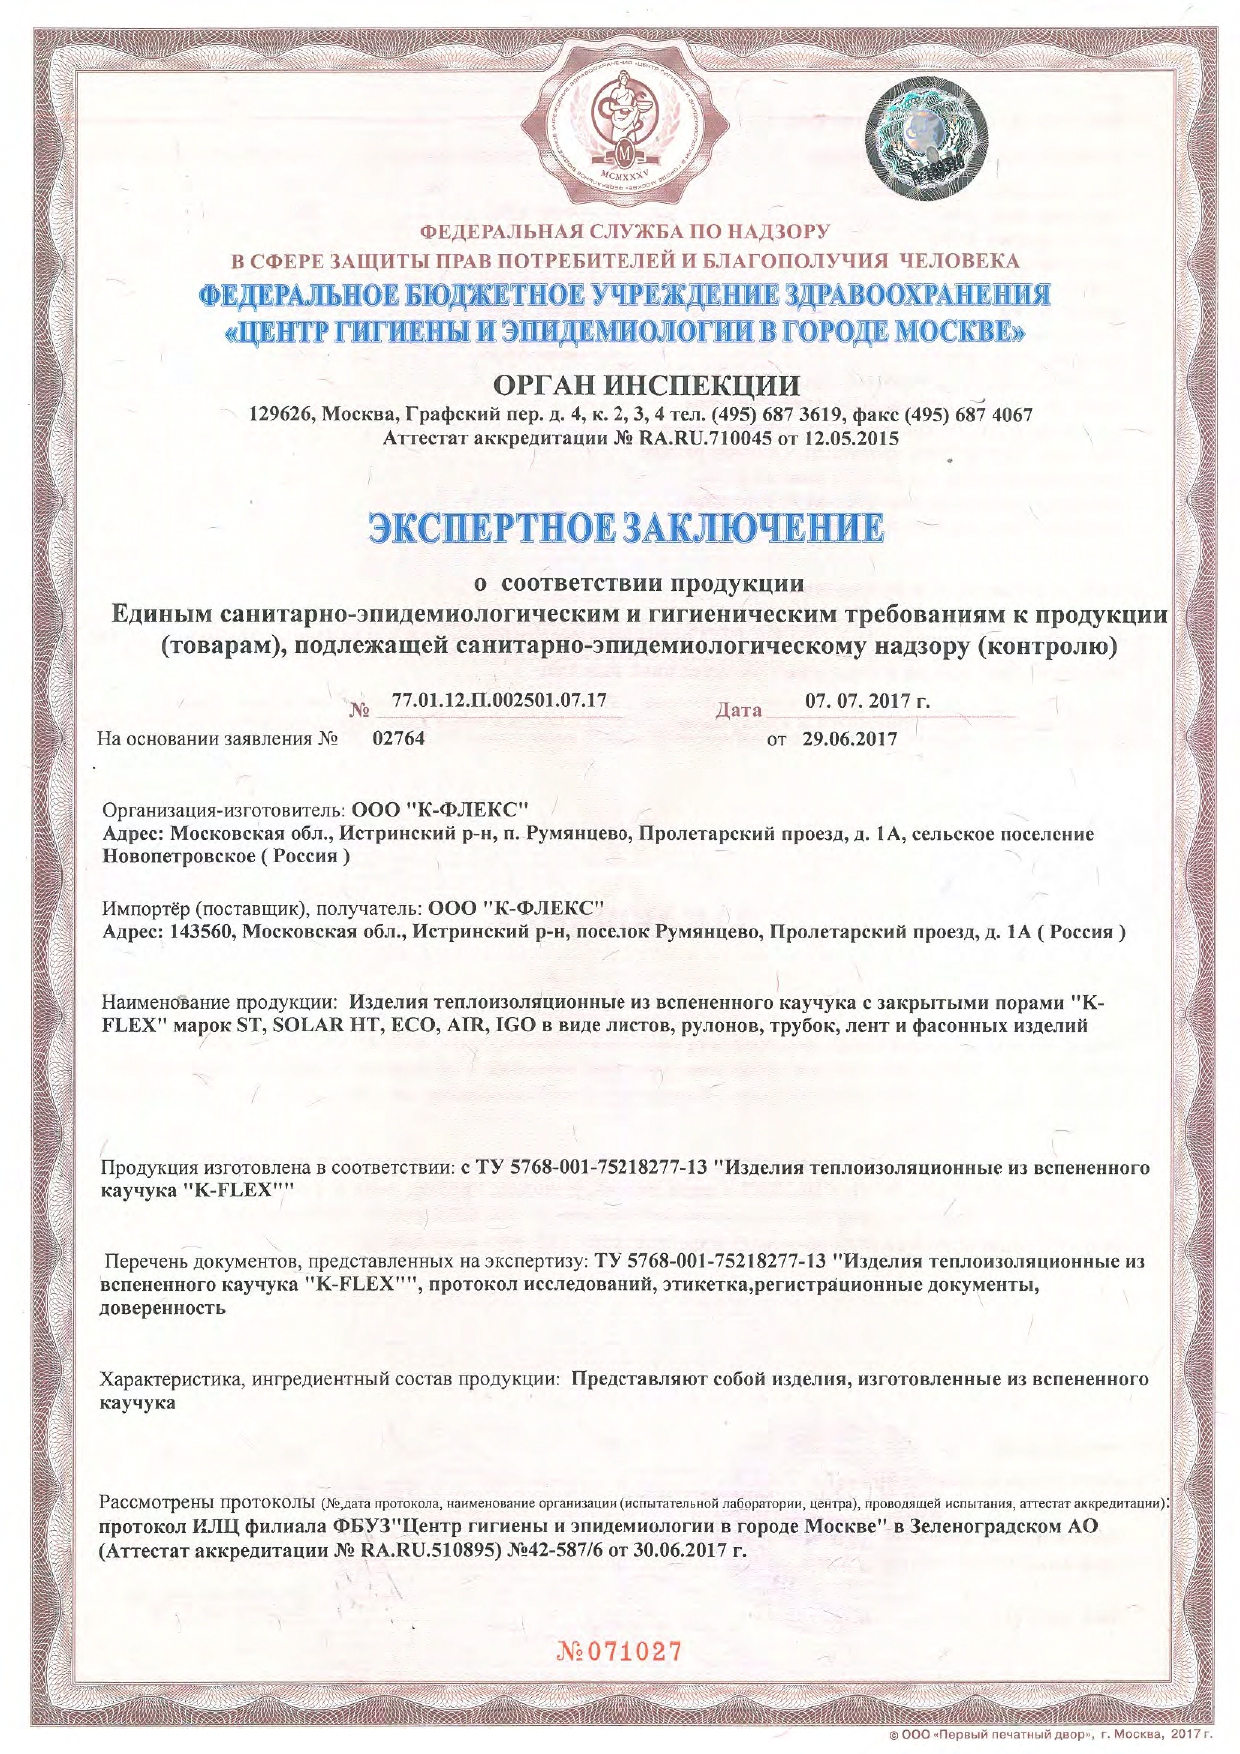 MCMXXXV
М
ФЕДЕРАЛЬНАЯ СЛУЖБА ПО НАДЗОРУ
В СФЕРЕ ЗАЩИТЫ ПРАВ ПОТРЕБИТЕЛЕЙ И БЛАГОПОЛУЧИЯ ЧЕЛОВЕКА
ФЕДЕРАЛЬНОЕ БЮДЖЕТНОЕ УЧРЕЖДЕНИЕ ЗДРАВООХРАНЕНИЯ
«ЦЕНТР ГИГИЕНЫ И ЭПИДЕМИОЛОГИИ В ГОРОДЕ МОСКВЕ»
ОРГАН ИНСПЕКЦИИ
129626, Москва, Графский пер. д. 4, к. 2, 3, 4 тел. (495) 687 3619, факс (495) 687 4067
Аттестат аккредитации № RA.RU.710045 от 12.05.2015
ЭКСПЕРТНОЕ ЗАКЛЮЧЕНИЕ
о соответствии продукции
Единым санитарно-эпидемиологическим и гигиеническим требованиям к продукции
(товарам), подлежащей санитарно-эпидемиологическому надзору (контролю)
№ 77.01.12.П.002501.07.17 Дата 07. 07. 2017 г.
На основании заявления № 02764 от 29.06.2017
Организация-изготовитель: ООО "К-ФЛЕКС"
Адрес: Московская обл., Истринский р-н, п. Румянцево, Пролетарский проезд, д. 1А, сельское поселение
Новопетровское ( Россия )
Импортёр (поставщик), получатель: ООО "К-ФЛЕКС"
Адрес: 143560, Московская обл., Истринский р-н, поселок Румянцево, Пролетарский проезд, д. 1А ( Россия )
Наименование продукции: Изделия теплоизоляционные из вспененного каучука с закрытыми порами "K-
FLEX" марок ST, SOLAR HT, ECO, AIR, IGO в виде листов, рулонов, трубок, лент и фасонных изделий
Продукция изготовлена в соответствии: с ТУ 5768-001-75218277-13 "Изделия теплоизоляционные из вспененного
каучука "K-FLEX""
Перечень документов, представленных на экспертизу: ТУ 5768-001-75218277-13 "Изделия теплоизоляционные из
вспененного каучука "K-FLEX"", протокол исследований, этикетка,регистрационные документы,
доверенность
Характеристика, ингредиентный состав продукции: Представляют собой изделия, изготовленные из вспененного
каучука
Рассмотрены протоколы (№,дата протокола, наименование организации (испытательной лаборатории, центра), проводящей испытания, аттестат аккредитации):
протокол ИЛЦ филиала ФБУЗ"Центр гигиены и эпидемиологии в городе Москве" в Зеленоградском АО
(Аттестат аккредитации № RA.RU.510895) №42-587/6 от 30.06.2017 г.
№071027
© ООО «Первый печатный двор», г. Москва, 2017 г.